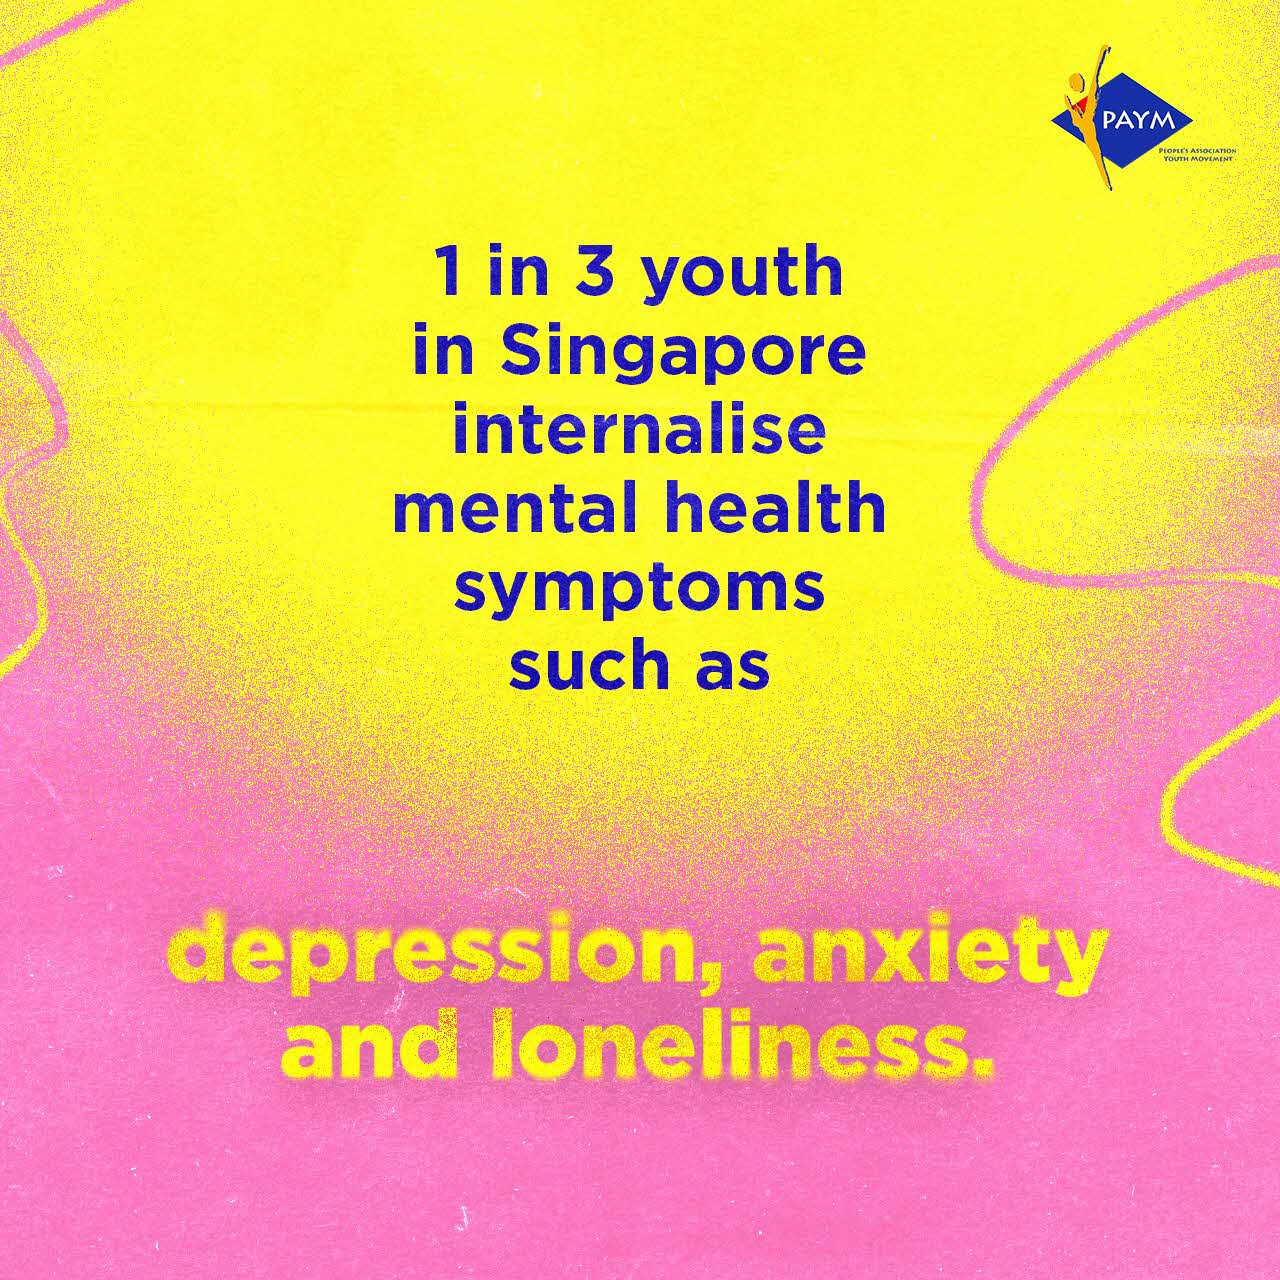 PAYM
PEOPLE'S ASSOCIATION
YOUTH MOVEMENT
1 in 3 youth
in Singapore
internalise
mental health
symptoms
such as
depression, anxiety
and loneliness.